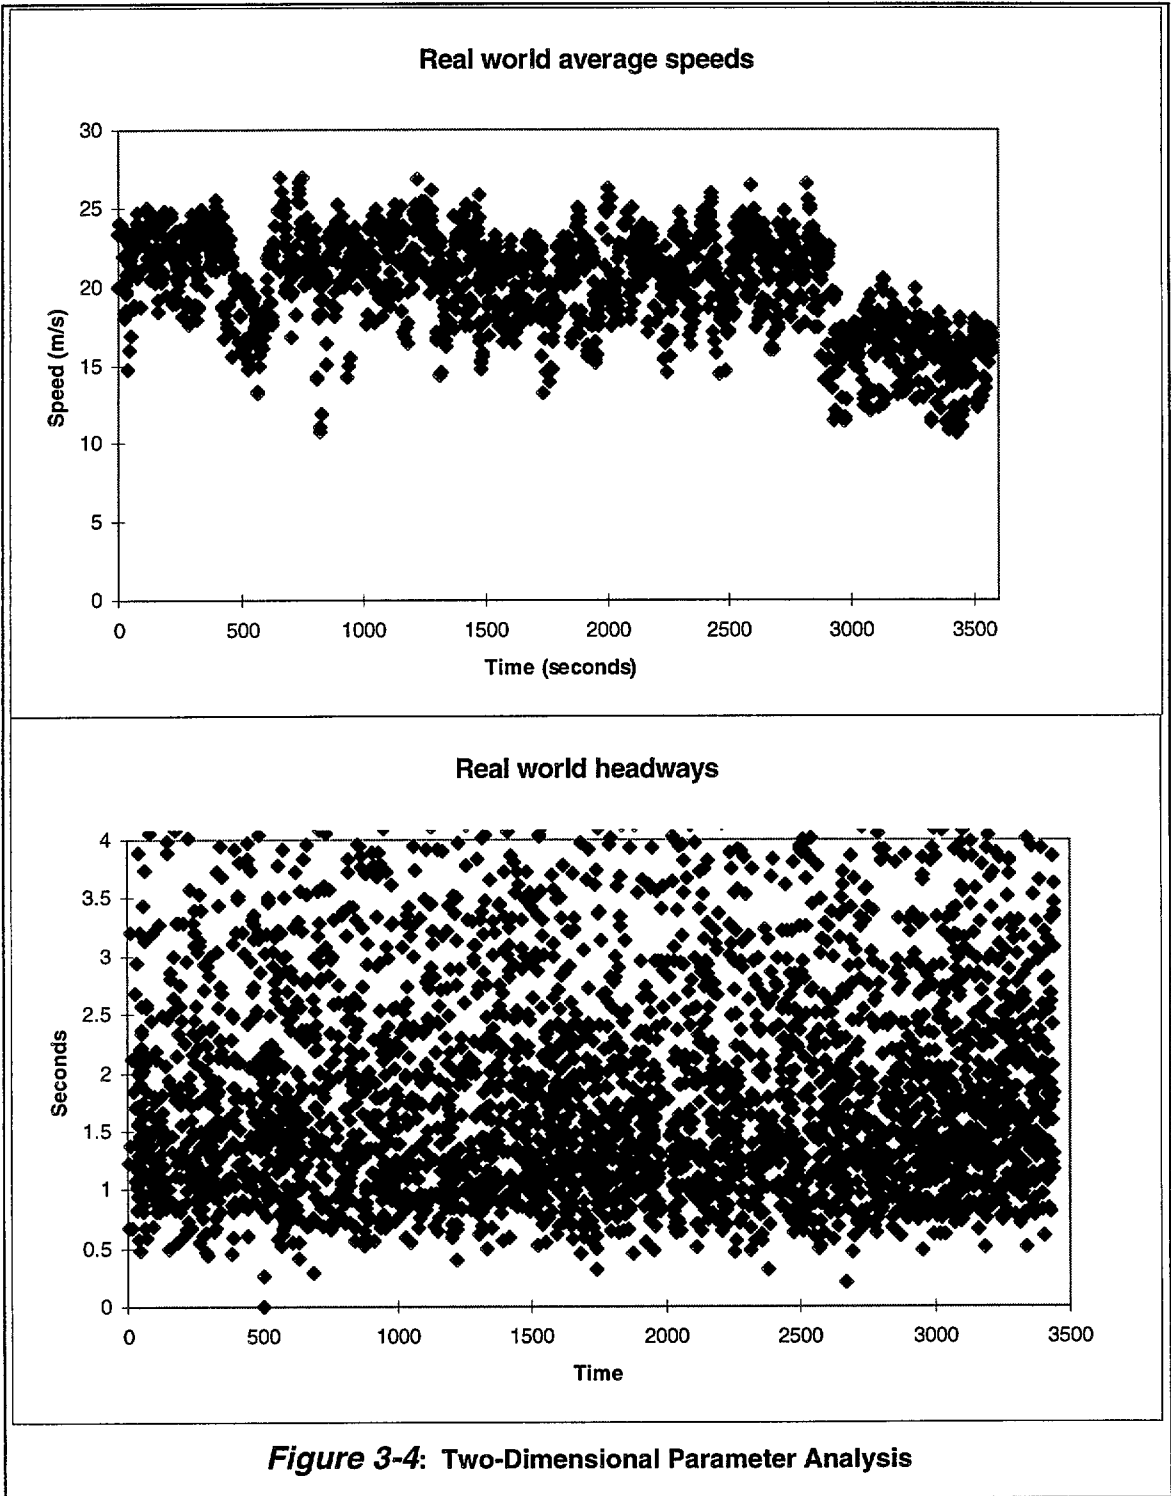 Real world average speeds
30
25
20
15
10
5
0
Speed (m/s)
0 500 1000 1500 2000 2500 3000 3500
Time (seconds)
Real world headways
4
3.5
3
2.5
2
1.5
1
0.5
0
Seconds
0 500 1000 1500 2000 2500 3000 3500
Time
Figure 3-4: Two-Dimensional Parameter Analysis